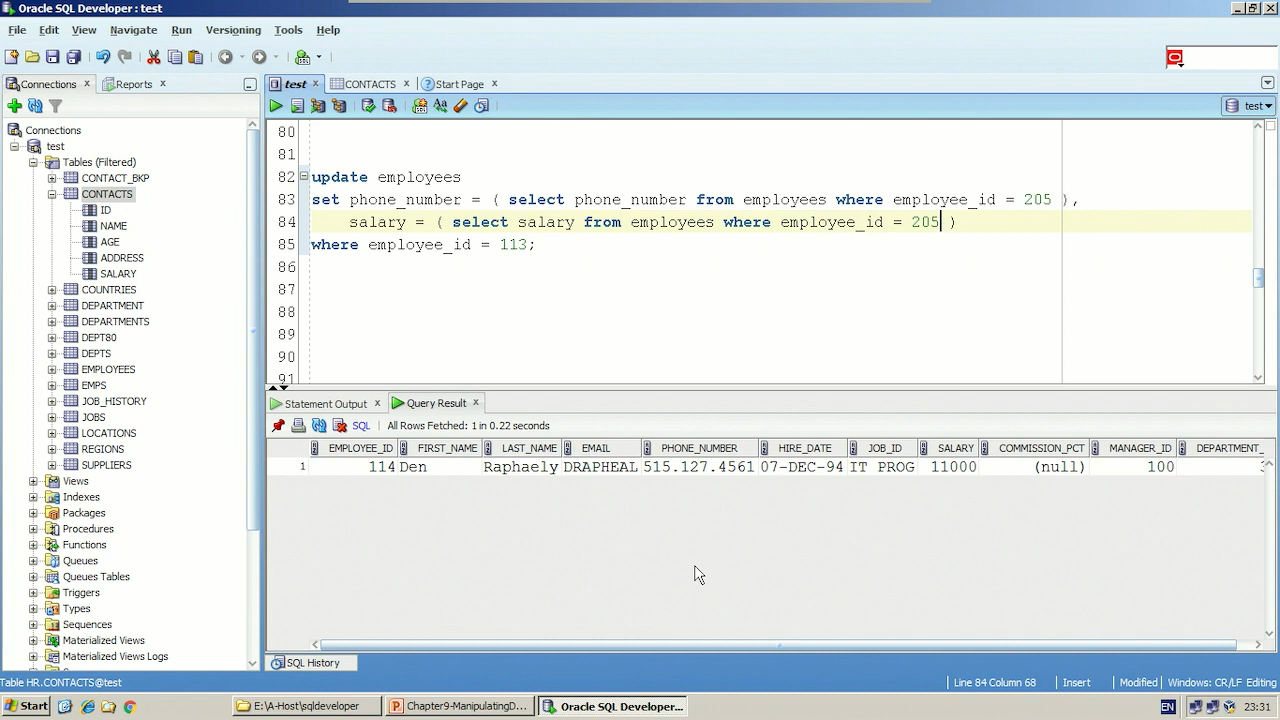 Oracle SQL Developer : test
File Edit View Navigate Run Versioning Tools Help
Connections Reports
test CONTACTS Start Page
test
Connections
test
Tables (Filtered)
CONTACT_BKP
CONTACTS
ID
NAME
AGE
ADDRESS
SALARY
COUNTRIES
DEPARTMENT
DEPARTMENTS
DEPT80
DEPTS
EMPLOYEES
EMPS
JOB_HISTORY
JOBS
LOCATIONS
REGIONS
SUPPLIERS
Views
Indexes
Packages
Procedures
Functions
Queues
Queues Tables
Triggers
Types
Sequences
Materialized Views
Materialized Views Logs
80
81
82 update employees
83 set phone_number = ( select phone_number from employees where employee_id = 205 ),
84 salary = ( select salary from employees where employee_id = 205 )
85 where employee_id = 113;
86
87
88
89
90
91
Statement Output Query Result
SQL All Rows Fetched: 1 in 0.22 seconds
EMPLOYEE_ID FIRST_NAME LAST_NAME EMAIL PHONE_NUMBER HIRE_DATE JOB_ID SALARY COMMISSION_PCT MANAGER_ID DEPARTMENT_
1 114 Den Raphaely DRAPHEAL 515.127.4561 07-DEC-94 IT PROG 11000 (null) 100
SQL History
Table HR.CONTACTS@test Line 84 Column 68 Insert Modified Windows: CR/LF Editing
Start E:\A-Host\sqldeveloper Chapter9-ManipulatingD... Oracle SQL Developer... EN 23:31